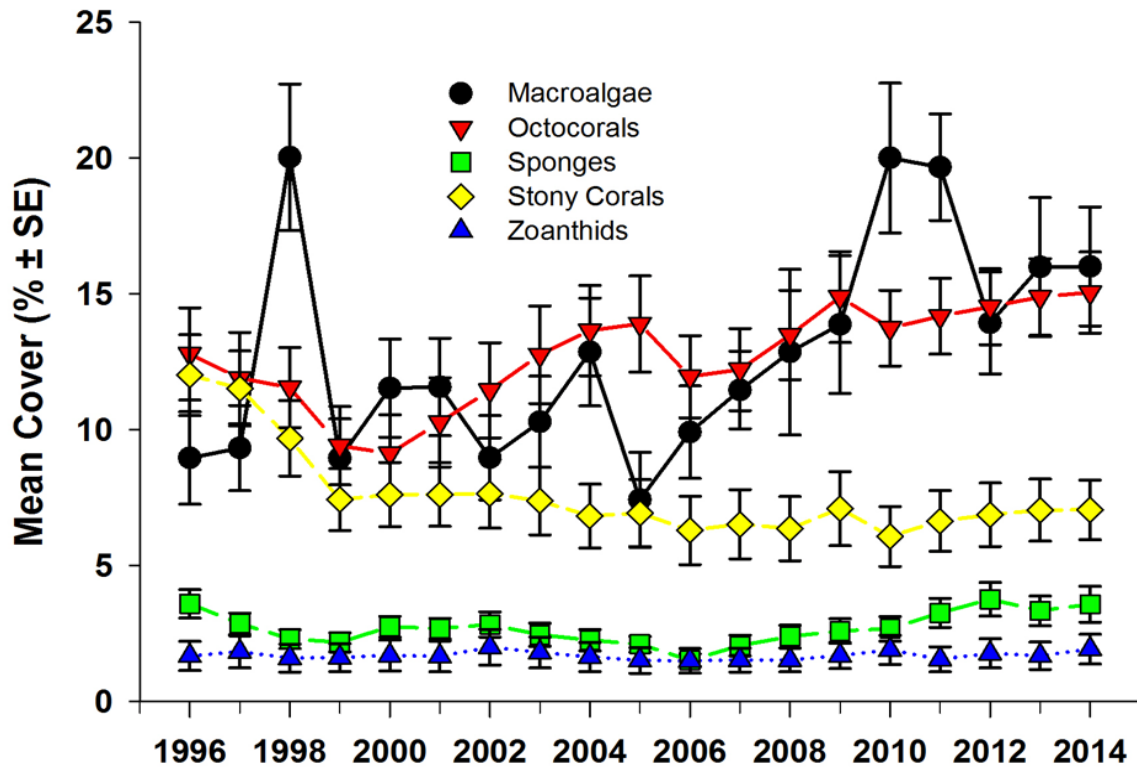 25
20
15
10
5
0
Mean Cover (% ± SE)
Macroalgae
Octocorals
Sponges
Stony Corals
Zoanthids
1996 1998 2000 2002 2004 2006 2008 2010 2012 2014